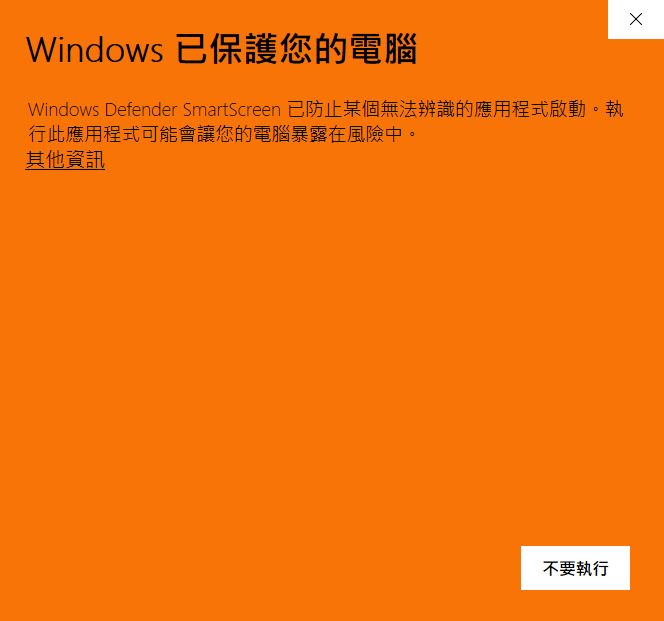 Windows 已保護您的電腦
Windows Defender SmartScreen 已防止某個無法辨識的應用程式啟動。執
行此應用程式可能會讓您的電腦暴露在風險中。
其他資訊
不要執行